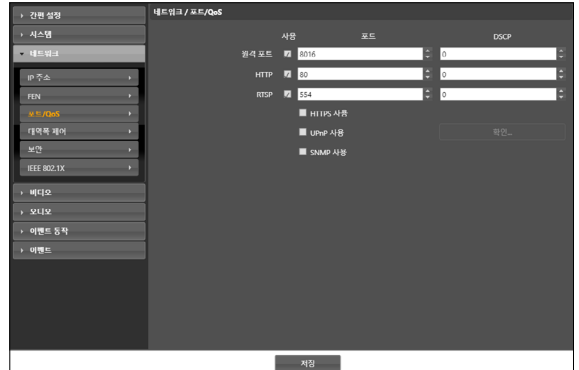 간편 설정
시스템
네트워크
IP 주소
FEN
포트/QoS
대역폭 제어
보안
IEEE 802.1X
비디오
오디오
이벤트 동작
이벤트
네트워크 / 포트/QoS
사용 포트 DSCP
원격 포트 8016 0
HTTP 80 0
RTSP 554 0
HTTPS 사용
UPnP 사용 확인...
SNMP 사용
저장